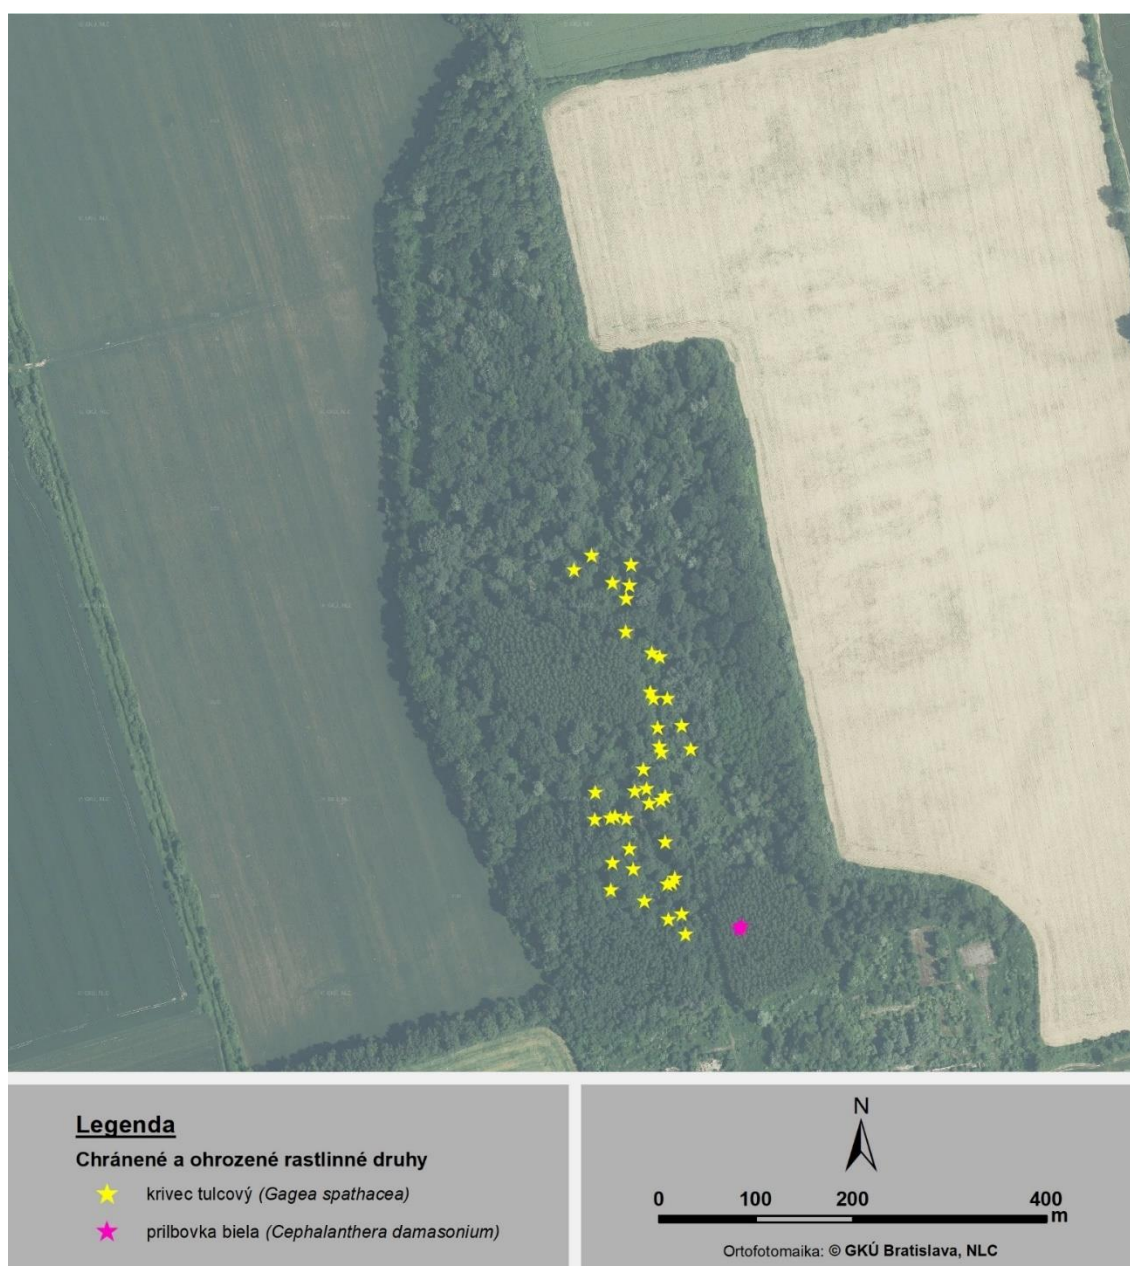 Legenda
Chránené a ohrozené rastlinné druhy
krivec tulcový (Gagea spathacea)
prilbovka biela (Cephalanthera damasonium)
N
0 100 200 400
m
Ortofotomaika: © GKÚ Bratislava, NLC